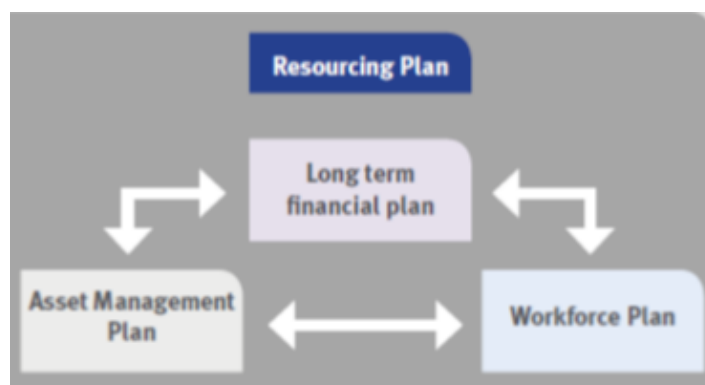 Resourcing Plan
Long term
financial plan
Asset Management
Plan
Workforce Plan